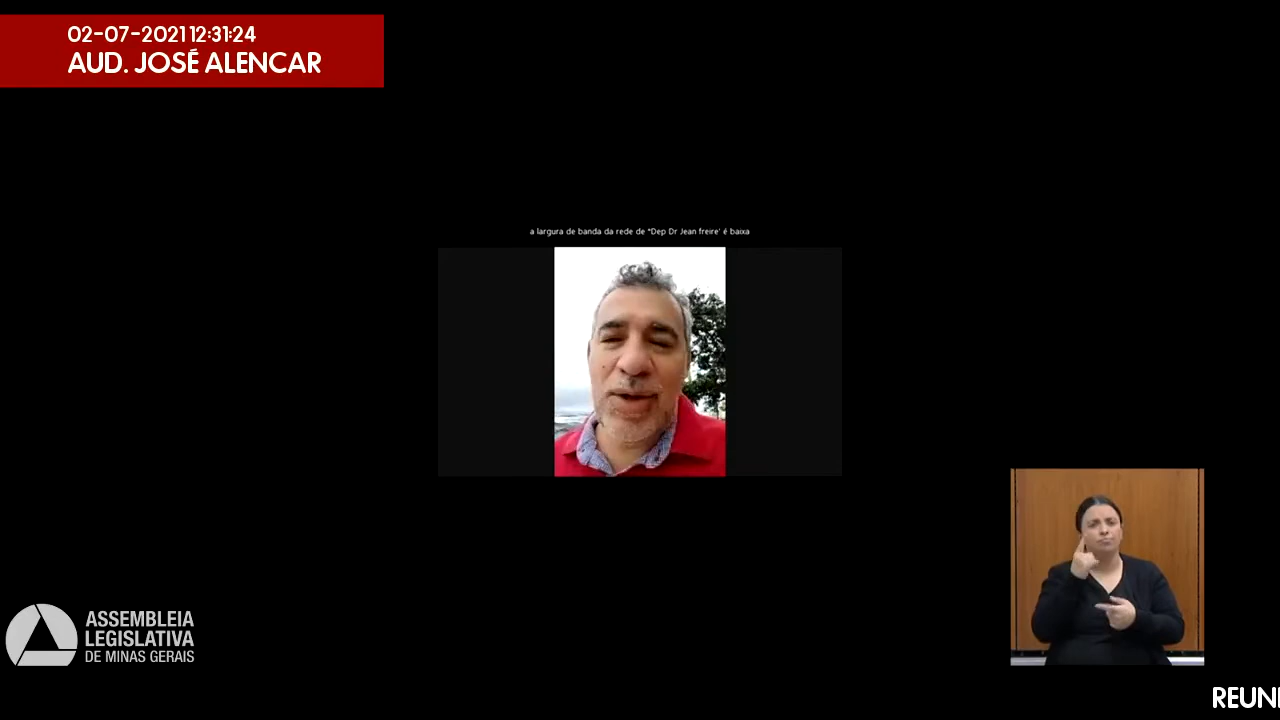 02-07-2021 12:31:24
AUD. JOSÉ ALENCAR
a largura de banda da rede de "Dep Dr Jean freire' é baixa
ASSEMBLEIA
LEGISLATIVA
DE MINAS GERAIS
REUNI